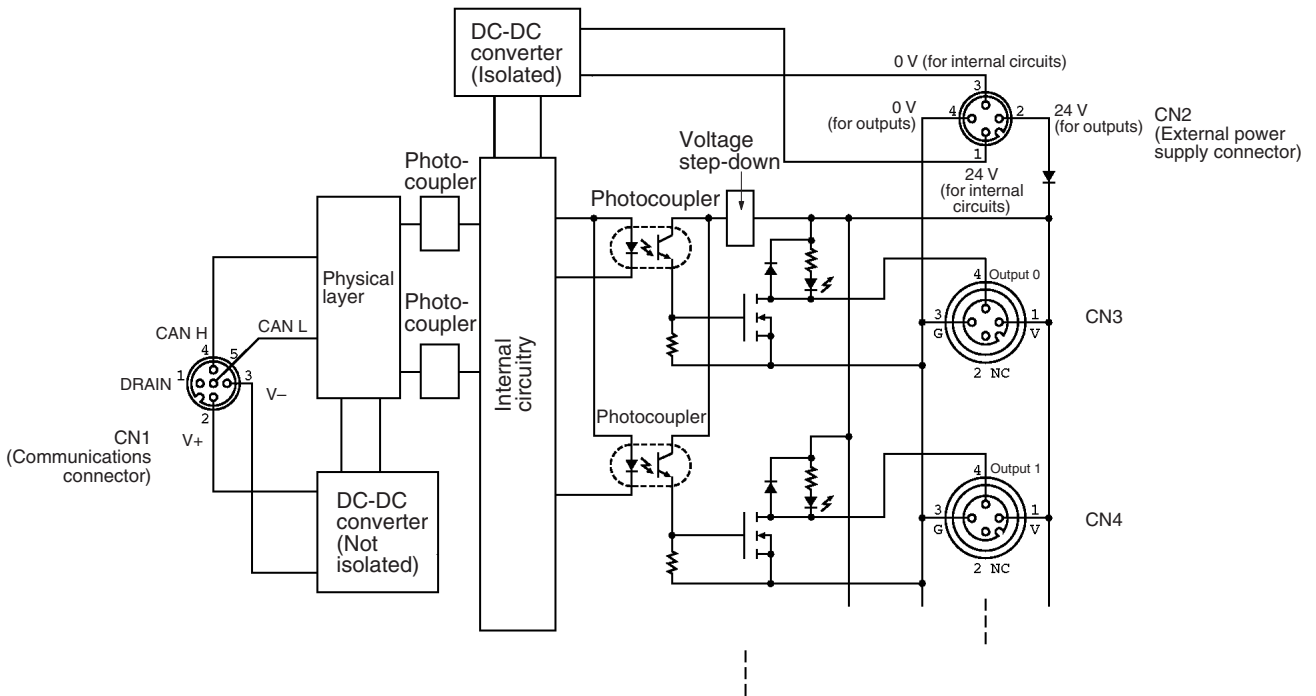 DC-DC
converter
(Isolated)
0 V (for internal circuits)
3
0 V
(for outputs)
4
2
24 V
(for outputs)
CN2
(External power
supply connector)
1
24 V
(for internal
circuits)
Voltage
step-down
Photo-
coupler
Photocoupler
Physical
layer
Photo-
coupler
Internal
circuitry
4
Output 0
3
G
1
V
2 NC
CN3
CAN H
CAN L
4
5
DRAIN
1
3
V–
2
V+
CN1
(Communications
connector)
Photocoupler
DC-DC
converter
(Not
isolated)
4
Output 1
3
G
1
V
2 NC
CN4